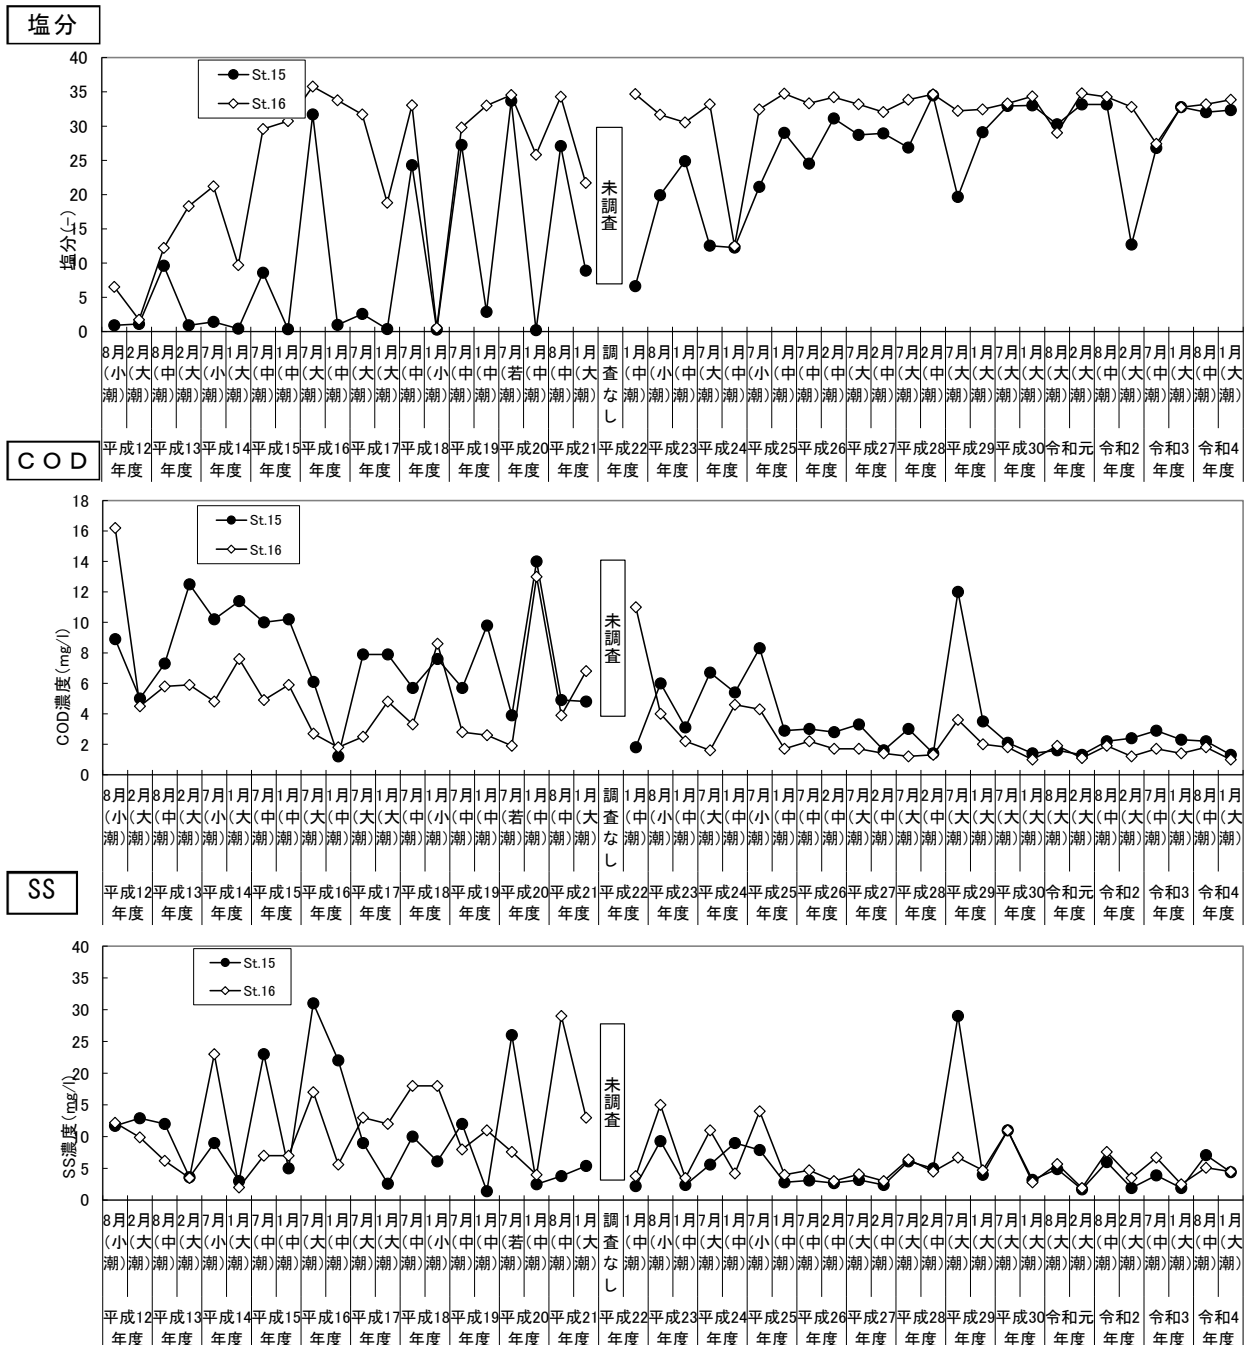 塩分
40
35
30
25
20
15
10
5
0
塩分(-)
St.15
St.16
未調査
8月(小潮) 2月(大潮) 8月(中潮) 2月(大潮) 7月(小潮) 1月(大潮) 7月(中潮) 1月(中潮) 7月(大潮) 1月(中潮) 7月(大潮) 1月(大潮) 7月(中潮) 1月(小潮) 7月(中潮) 1月(中潮) 7月(若潮) 1月(中潮) 8月(中潮) 1月(大潮) 調査なし 1月(中潮) 8月(小潮) 1月(中潮) 7月(大潮) 1月(中潮) 7月(小潮) 1月(中潮) 7月(中潮) 2月(中潮) 7月(大潮) 1月(中潮) 7月(大潮) 2月(中潮) 7月(大潮) 1月(中潮) 7月(大潮) 1月(中潮) 8月(大潮) 2月(大潮) 8月(中潮) 2月(大潮) 7月(中潮) 1月(大潮) 8月(中潮) 1月(大潮)
平成12年度 平成13年度 平成14年度 平成15年度 平成16年度 平成17年度 平成18年度 平成19年度 平成20年度 平成21年度 平成22年度 平成23年度 平成24年度 平成25年度 平成26年度 平成27年度 平成28年度 平成29年度 平成30年度 令和元年度 令和2年度 令和3年度 令和4年度
COD
18
16
14
12
10
8
6
4
2
0
COD濃度(mg/l)
St.15
St.16
未調査
8月(小潮) 2月(大潮) 8月(中潮) 2月(大潮) 7月(小潮) 1月(大潮) 7月(中潮) 1月(中潮) 7月(大潮) 1月(中潮) 7月(大潮) 1月(大潮) 7月(中潮) 1月(小潮) 7月(中潮) 1月(中潮) 7月(若潮) 1月(中潮) 8月(中潮) 1月(大潮) 調査なし 1月(中潮) 8月(小潮) 1月(中潮) 7月(大潮) 1月(中潮) 7月(小潮) 1月(中潮) 7月(中潮) 2月(中潮) 7月(大潮) 1月(中潮) 7月(大潮) 2月(中潮) 7月(大潮) 1月(中潮) 7月(大潮) 1月(中潮) 8月(大潮) 2月(大潮) 8月(中潮) 2月(大潮) 7月(中潮) 1月(大潮) 8月(中潮) 1月(大潮)
平成12年度 平成13年度 平成14年度 平成15年度 平成16年度 平成17年度 平成18年度 平成19年度 平成20年度 平成21年度 平成22年度 平成23年度 平成24年度 平成25年度 平成26年度 平成27年度 平成28年度 平成29年度 平成30年度 令和元年度 令和2年度 令和3年度 令和4年度
SS
40
35
30
25
20
15
10
5
0
SS濃度(mg/l)
St.15
St.16
未調査
8月(小潮) 2月(大潮) 8月(中潮) 2月(大潮) 7月(小潮) 1月(大潮) 7月(中潮) 1月(中潮) 7月(大潮) 1月(中潮) 7月(大潮) 1月(大潮) 7月(中潮) 1月(小潮) 7月(中潮) 1月(中潮) 7月(若潮) 1月(中潮) 8月(中潮) 1月(大潮) 調査なし 1月(中潮) 8月(小潮) 1月(中潮) 7月(大潮) 1月(中潮) 7月(小潮) 1月(中潮) 7月(中潮) 2月(中潮) 7月(大潮) 1月(中潮) 7月(大潮) 2月(中潮) 7月(大潮) 1月(中潮) 7月(大潮) 1月(中潮) 8月(大潮) 2月(大潮) 8月(中潮) 2月(大潮) 7月(中潮) 1月(大潮) 8月(中潮) 1月(大潮)
平成12年度 平成13年度 平成14年度 平成15年度 平成16年度 平成17年度 平成18年度 平成19年度 平成20年度 平成21年度 平成22年度 平成23年度 平成24年度 平成25年度 平成26年度 平成27年度 平成28年度 平成29年度 平成30年度 令和元年度 令和2年度 令和3年度 令和4年度